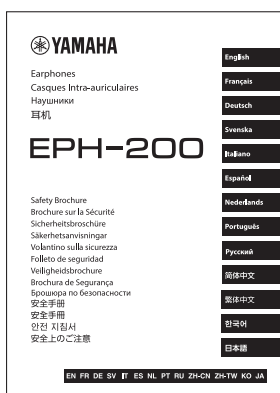 YAMAHA
Earphones
Casques Intra-auriculaires
Наушники
耳机
EPH-200
Safety Brochure
Brochure sur la Sécurité
Sicherheitsbroschüre
Säkerhetsanvisningar
Volantino sulla sicurezza
Folleto de seguridad
Veiligheidsbrochure
Brochura de Segurança
Брошюра по безопасности
安全手册
安全手冊
안전 지침서
安全上のご注意
English
Français
Deutsch
Svenska
Italiano
Español
Nederlands
Português
Русский
简体中文
繁体中文
한국어
日本語
EN FR DE SV IT ES NL PT RU ZH-CN ZH-TW KO JA